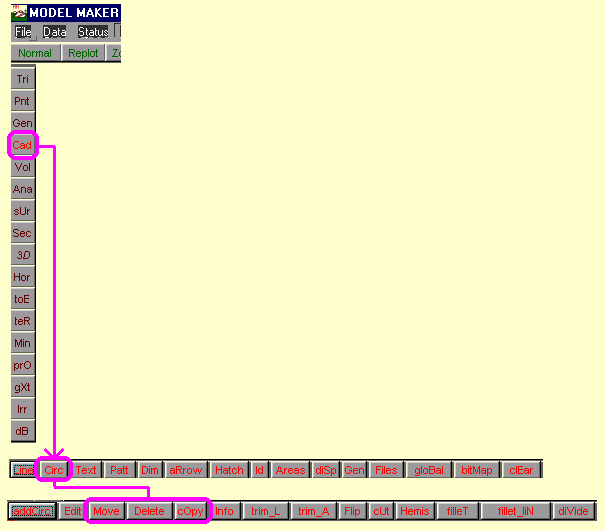 MODEL MAKER
File Data Status
Normal Replot Zo
Tri
Pnt
Gen
Cad
Vol
Ana
sUr
Sec
3D
Hor
toE
teR
Min
prO
gXt
Irr
dB
Line Circ Text Patt Dim aRrow Hatch Id Areas dISp Gen Files gloBal bitMap clEar
addCirc Edit Move Delete cOpy Info trim_L trim_A Flip cUt Hemis filleT fillet_liN diVide